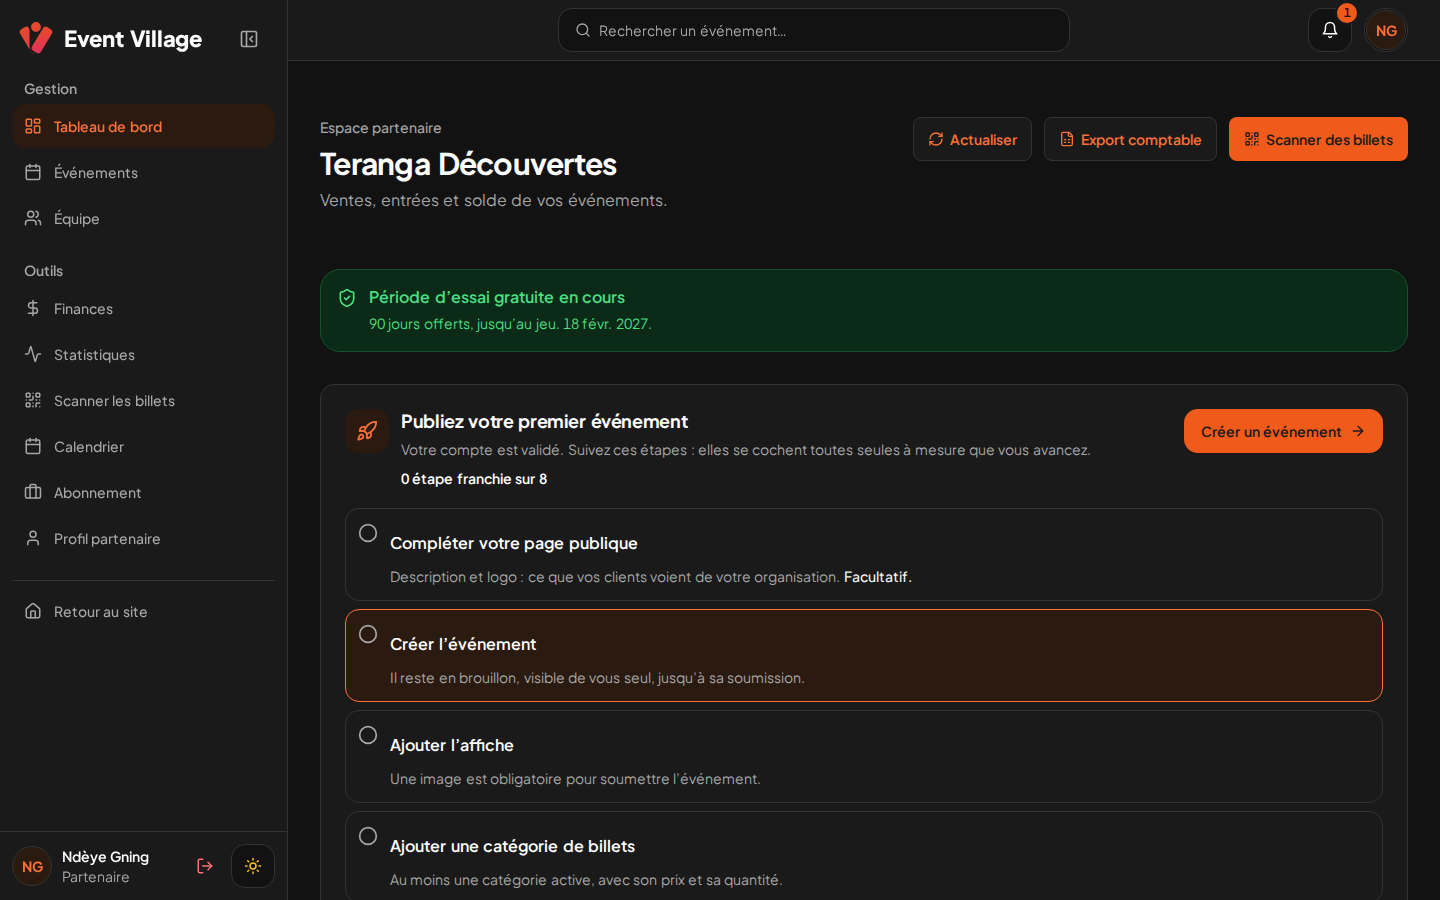 Event Village
Rechercher un événement…
1
NG
Gestion
Tableau de bord
Événements
Équipe
Outils
Finances
Statistiques
Scanner les billets
Calendrier
Abonnement
Profil partenaire
Retour au site
NG
Ndèye Gning
Partenaire
Espace partenaire
Teranga Découvertes
Ventes, entrées et solde de vos événements.
Actualiser
Export comptable
Scanner des billets
Période d’essai gratuite en cours
90 jours offerts, jusqu’au jeu. 18 févr. 2027.
Publiez votre premier événement
Votre compte est validé. Suivez ces étapes : elles se cochent toutes seules à mesure que vous avancez.
0 étape franchie sur 8
Créer un événement
Compléter votre page publique
Description et logo : ce que vos clients voient de votre organisation. Facultatif.
Créer l’événement
Il reste en brouillon, visible de vous seul, jusqu’à sa soumission.
Ajouter l’affiche
Une image est obligatoire pour soumettre l’événement.
Ajouter une catégorie de billets
Au moins une catégorie active, avec son prix et sa quantité.